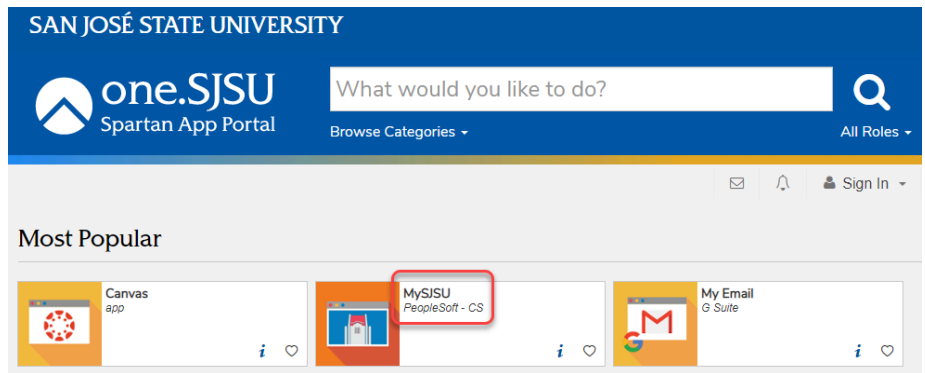 SAN JOSÉ STATE UNIVERSITY
one.SJSU
Spartan App Portal
What would you like to do?
Browse Categories
All Roles
Sign In
Most Popular
Canvas
app
i
MySJSU
PeopleSoft - CS
i
My Email
G Suite
i